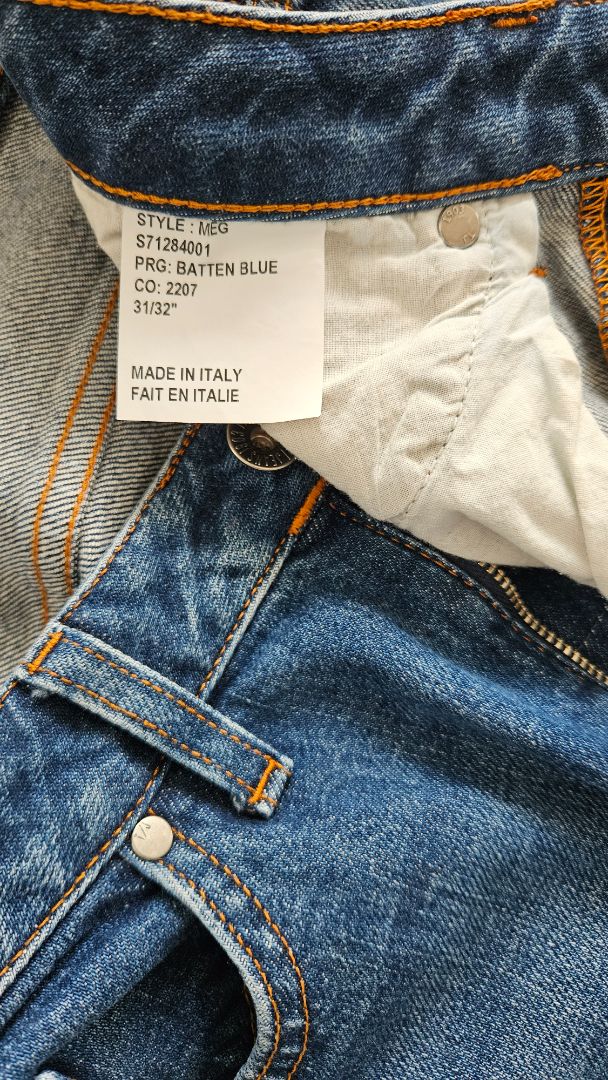 STYLE : MEG
S71284001
PRG: BATTEN BLUE
CO: 2207
31/32"
MADE IN ITALY
FAIT EN ITALIE